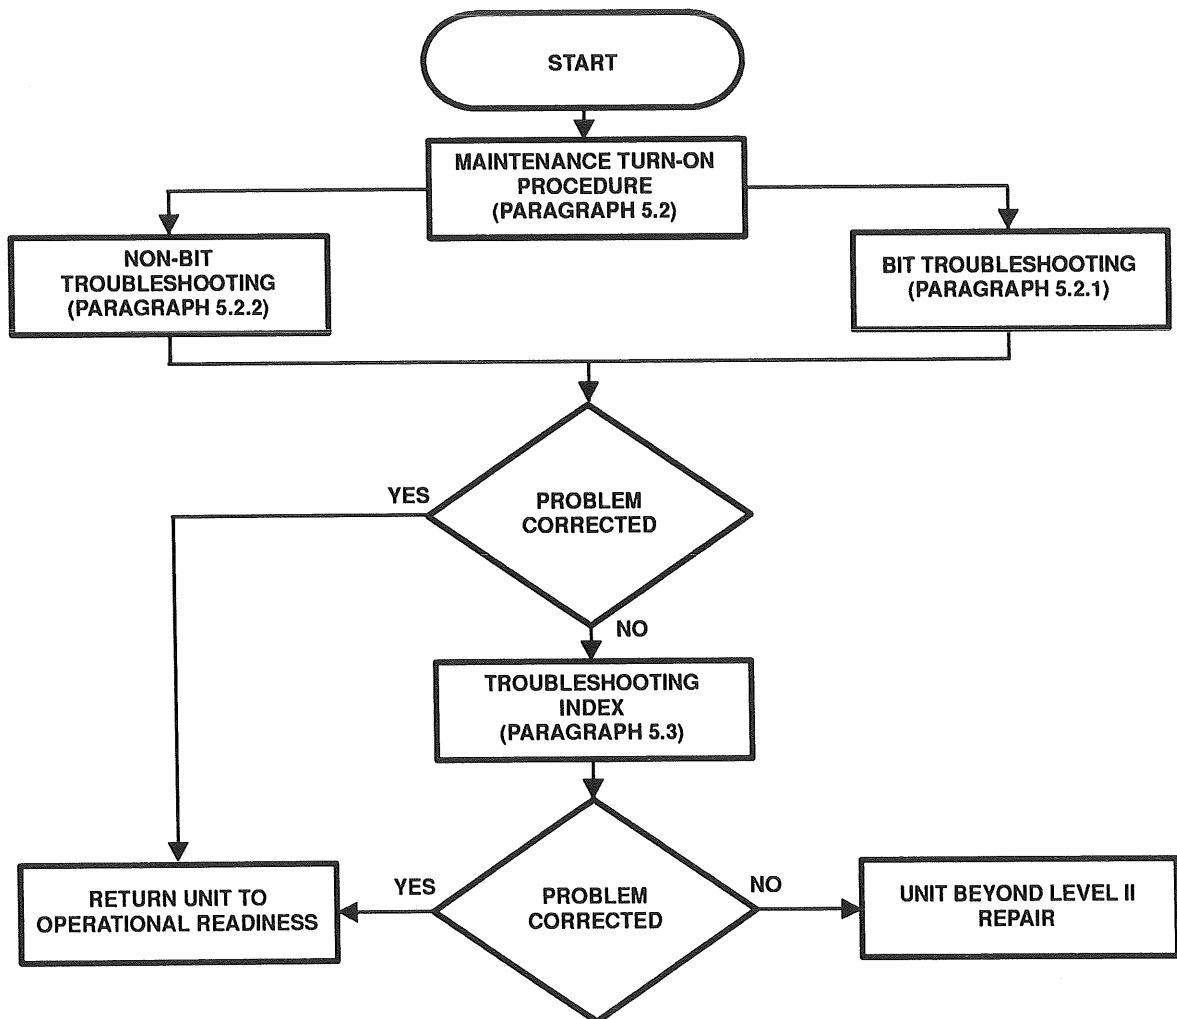 START
MAINTENANCE TURN-ON
PROCEDURE
(PARAGRAPH 5.2)
NON-BIT
TROUBLESHOOTING
(PARAGRAPH 5.2.2)
BIT TROUBLESHOOTING
(PARAGRAPH 5.2.1)
YES
PROBLEM
CORRECTED
NO
TROUBLESHOOTING
INDEX
(PARAGRAPH 5.3)
RETURN UNIT TO
OPERATIONAL READINESS
YES
PROBLEM
CORRECTED
NO
UNIT BEYOND LEVEL II
REPAIR